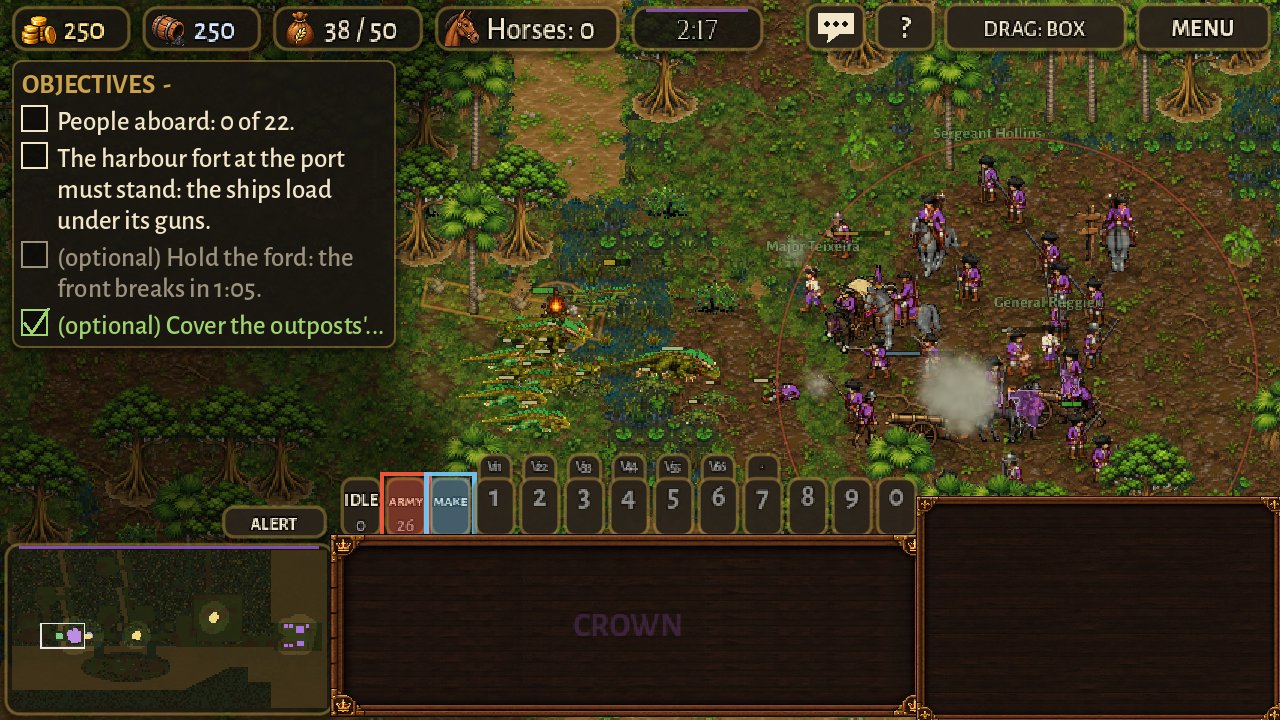 250
250
38 / 50
Horses: 0
2:17
?
DRAG: BOX
MENU
OBJECTIVES -
People aboard: 0 of 22.
The harbour fort at the port
must stand: the ships load
under its guns.
(optional) Hold the ford: the
front breaks in 1:05.
(optional) Cover the outposts'...
Sergeant Hollins
Major Teixeira
General Ruggieri
ALERT
IDLE
0
ARMY
26
MAKE
1
2
3
4
5
6
7
8
9
0
CROWN